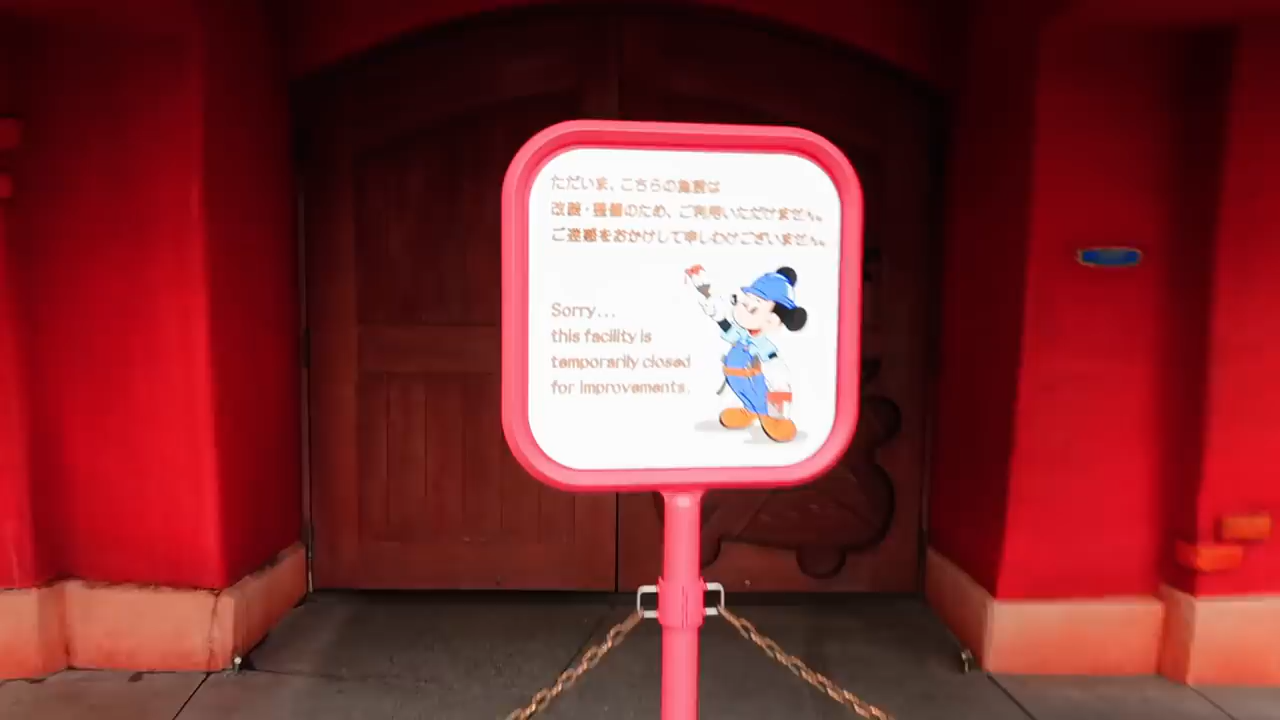 ただいま、こちらの施設は
改善・整備のため、ご利用いただけません。
ご迷惑をおかけして申しわけございません。
Sorry...
this facility is
temporarily closed
for improvements.